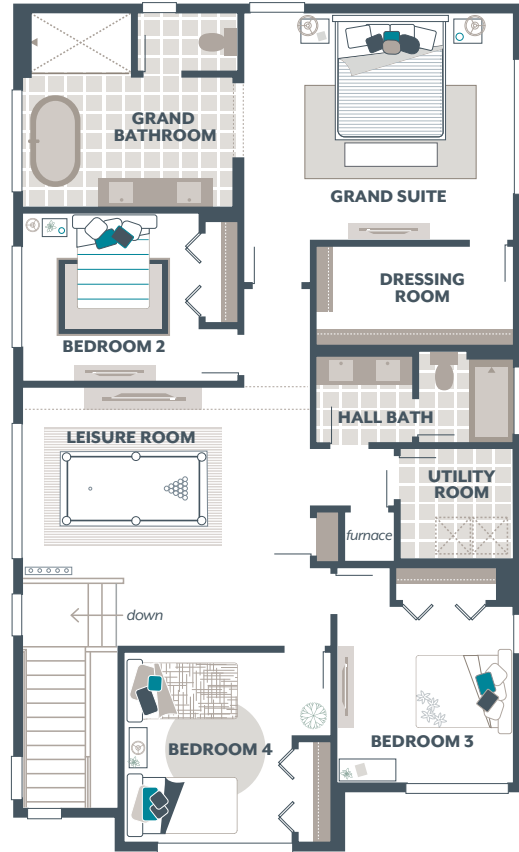 GRAND
BATHROOM
GRAND SUITE
DRESSING
ROOM
BEDROOM 2
HALL BATH
LEISURE ROOM
UTILITY
ROOM
furnace
down
BEDROOM 3
BEDROOM 4